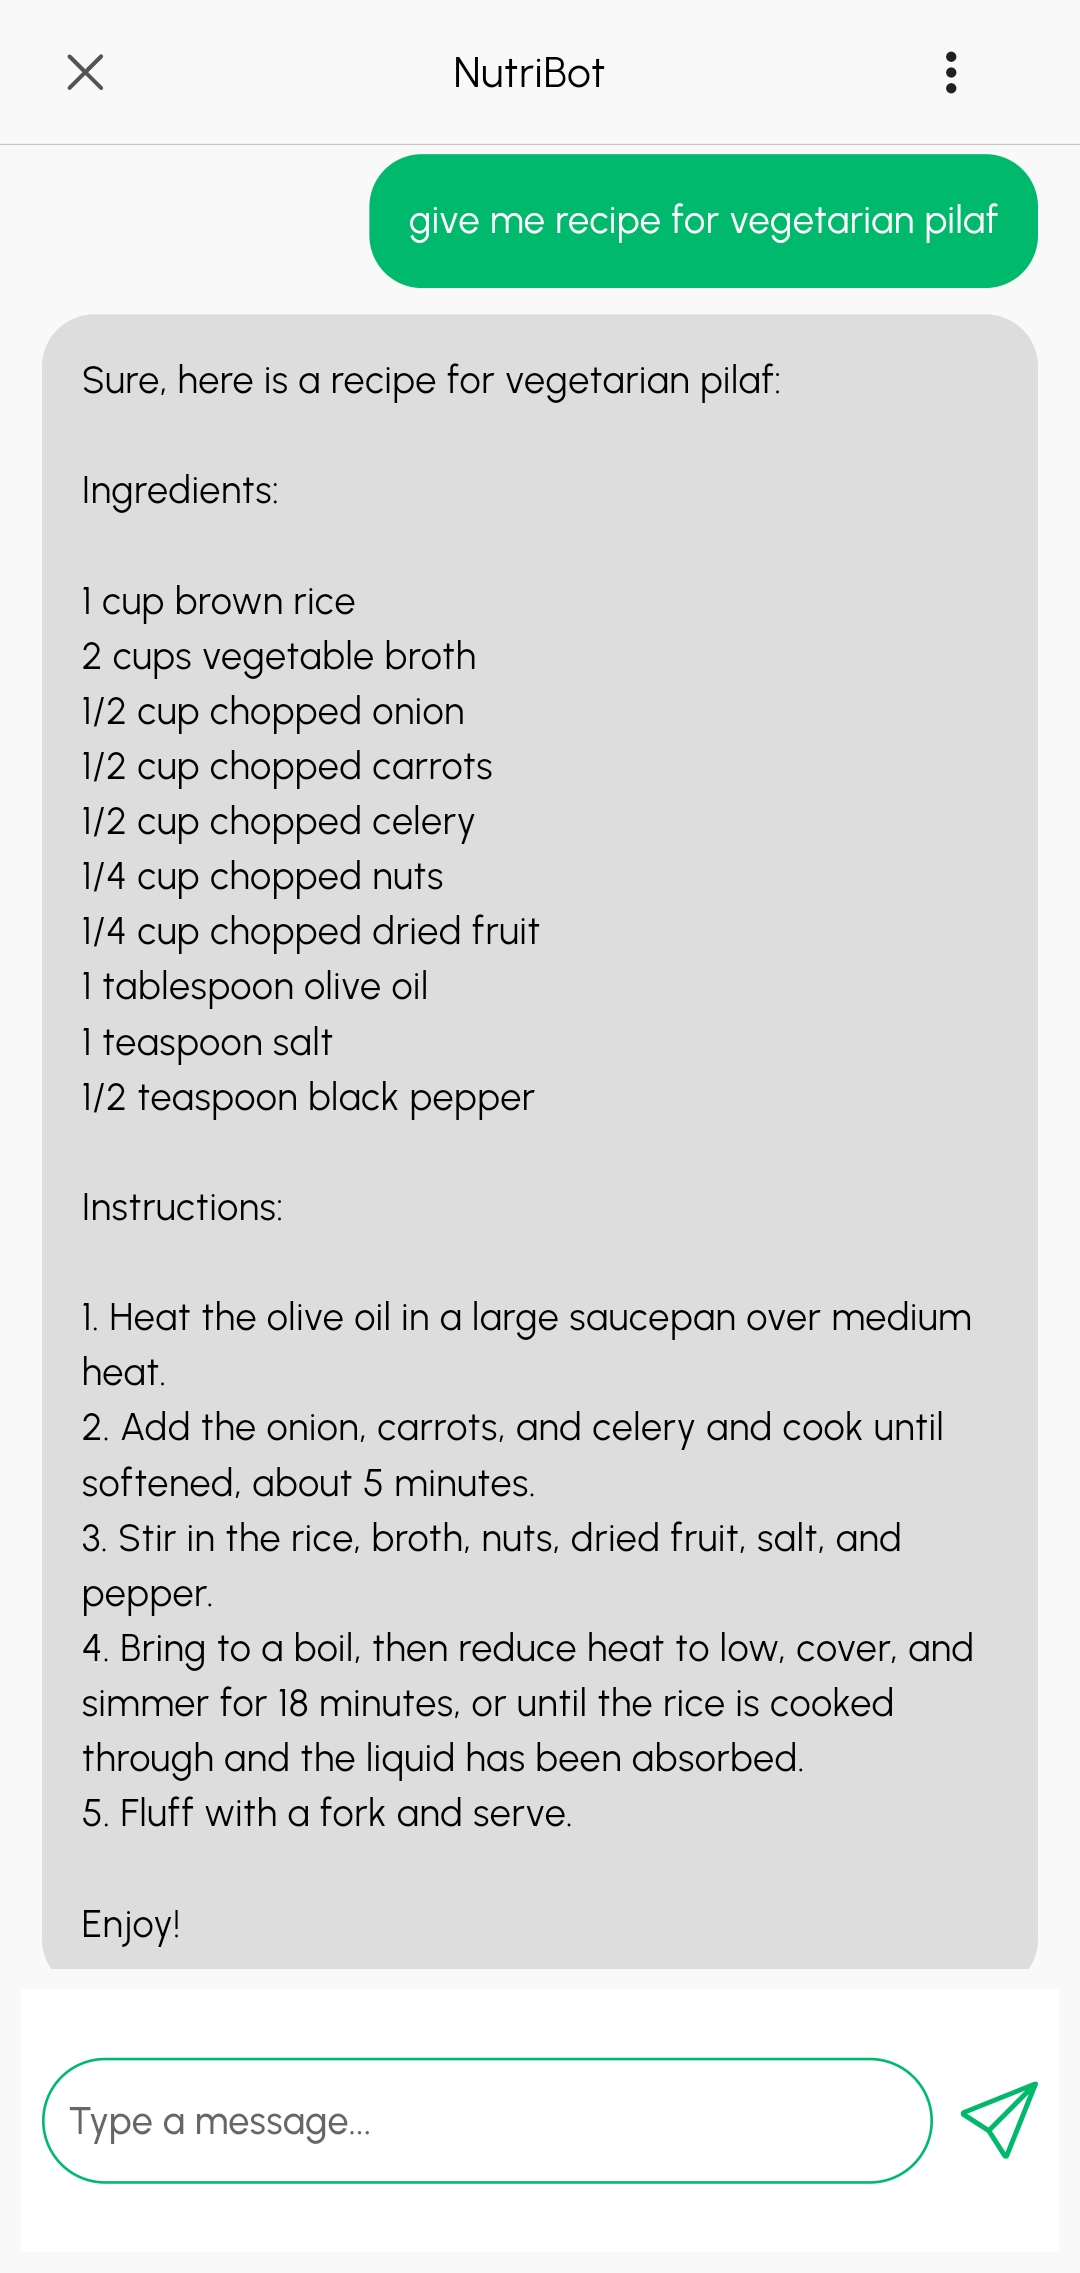 NutriBot
give me recipe for vegetarian pilaf
Sure, here is a recipe for vegetarian pilaf:
Ingredients:
1 cup brown rice
2 cups vegetable broth
1/2 cup chopped onion
1/2 cup chopped carrots
1/2 cup chopped celery
1/4 cup chopped nuts
1/4 cup chopped dried fruit
1 tablespoon olive oil
1 teaspoon salt
1/2 teaspoon black pepper
Instructions:
1. Heat the olive oil in a large saucepan over medium
heat.
2. Add the onion, carrots, and celery and cook until
softened, about 5 minutes.
3. Stir in the rice, broth, nuts, dried fruit, salt, and
pepper.
4. Bring to a boil, then reduce heat to low, cover, and
simmer for 18 minutes, or until the rice is cooked
through and the liquid has been absorbed.
5. Fluff with a fork and serve.
Enjoy!
Type a message...